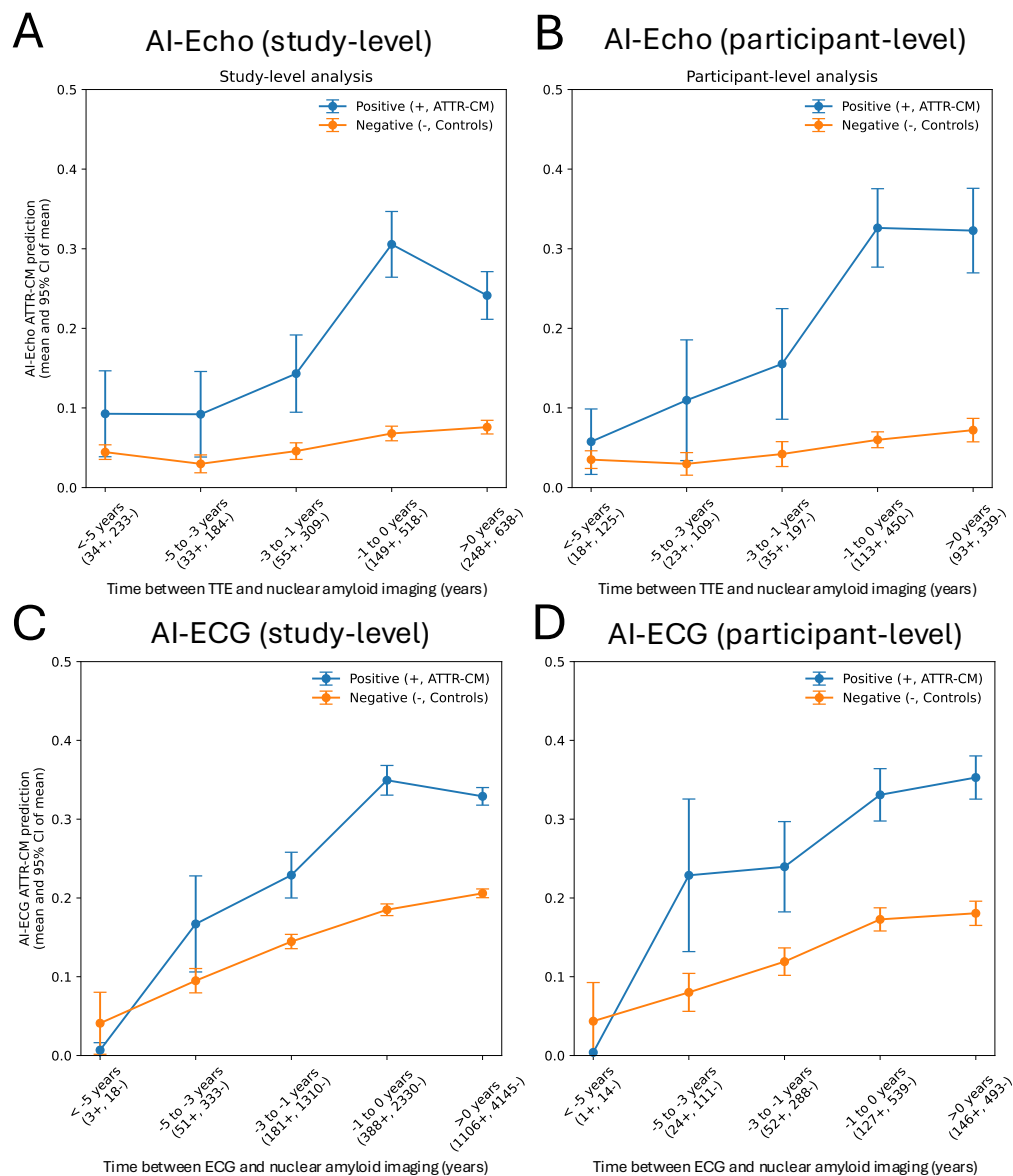 A
AI-Echo (study-level)
Study-level analysis
0.5
0.4
0.3
0.2
0.1
0.0
AI-Echo ATTR-CM prediction
(mean and 95% CI of mean)
Positive (+, ATTR-CM)
Negative (-, Controls)
<-5 years
(34+, 233-)
-5 to -3 years
(33+, 184-)
-3 to -1 years
(55+, 309-)
-1 to 0 years
(149+, 518-)
>0 years
(248+, 638-)
Time between TTE and nuclear amyloid imaging (years)
B
AI-Echo (participant-level)
Participant-level analysis
0.5
0.4
0.3
0.2
0.1
0.0
Positive (+, ATTR-CM)
Negative (-, Controls)
<-5 years
(18+, 125-)
-5 to -3 years
(23+, 109-)
-3 to -1 years
(35+, 197-)
-1 to 0 years
(113+, 450-)
>0 years
(93+, 339-)
Time between TTE and nuclear amyloid imaging (years)
C
AI-ECG (study-level)
0.5
0.4
0.3
0.2
0.1
0.0
AI-ECG ATTR-CM prediction
(mean and 95% CI of mean)
Positive (+, ATTR-CM)
Negative (-, Controls)
< -5 years
(3+, 18-)
-5 to -3 years
(51+, 333-)
-3 to -1 years
(181+, 1310-)
-1 to 0 years
(388+, 2330-)
>0 years
(1106+, 4145-)
Time between ECG and nuclear amyloid imaging (years)
D
AI-ECG (participant-level)
0.5
0.4
0.3
0.2
0.1
0.0
Positive (+, ATTR-CM)
Negative (-, Controls)
< -5 years
(1+, 14-)
-5 to -3 years
(24+, 111-)
-3 to -1 years
(52+, 288-)
-1 to 0 years
(127+, 539-)
>0 years
(146+, 493-)
Time between ECG and nuclear amyloid imaging (years)